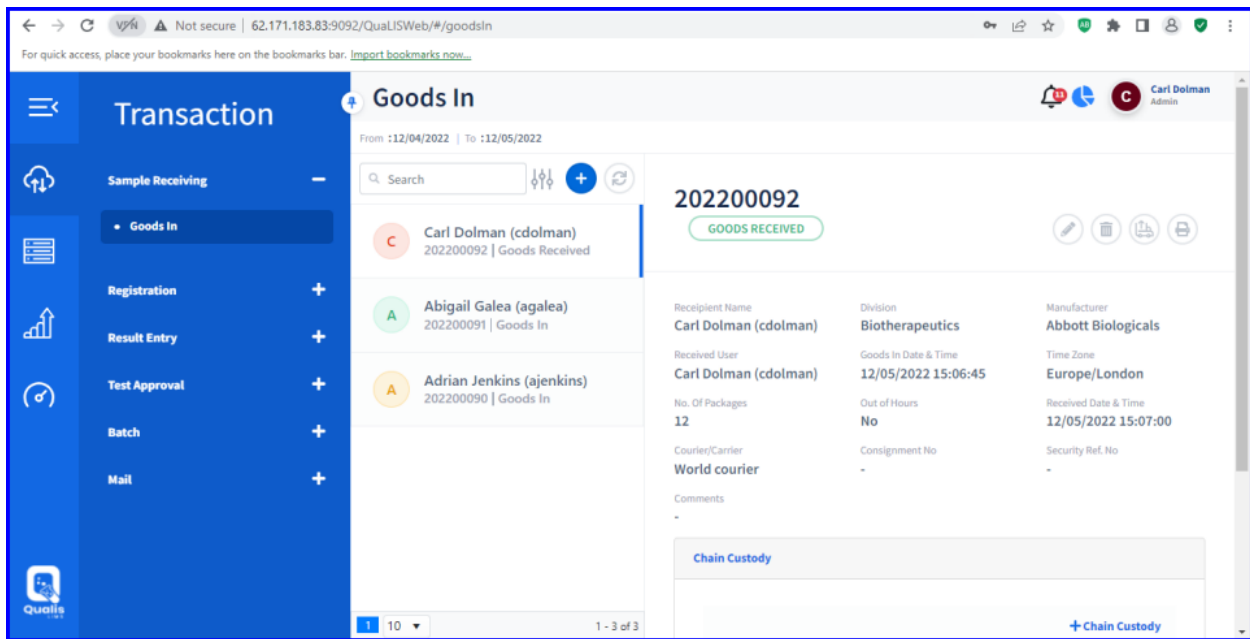 VPN Not secure | 62.171.183.83:9092/QuaLISWeb/#/goodsIn
For quick access, place your bookmarks here on the bookmarks bar. Import bookmarks now...
Transaction
Sample Receiving
Goods In
Registration
Result Entry
Test Approval
Batch
Mail
Qualis
LIMS
Goods In
11
C
Carl Dolman
Admin
From :12/04/2022 | To :12/05/2022
Search
C
Carl Dolman (cdolman)
202200092 | Goods Received
A
Abigail Galea (agalea)
202200091 | Goods In
A
Adrian Jenkins (ajenkins)
202200090 | Goods In
1 10 1 - 3 of 3
202200092
GOODS RECEIVED
Receipient Name Division Manufacturer
Carl Dolman (cdolman) Biotherapeutics Abbott Biologicals
Received User Goods In Date & Time Time Zone
Carl Dolman (cdolman) 12/05/2022 15:06:45 Europe/London
No. Of Packages Out of Hours Received Date & Time
12 No 12/05/2022 15:07:00
Courier/Carrier Consignment No Security Ref. No
World courier - -
Comments
-
Chain Custody
+ Chain Custody